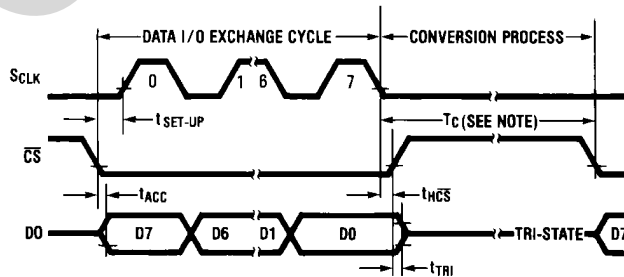 DATA I/O EXCHANGE CYCLE CONVERSION PROCESS
SCLK 0 1 6 7
tSET-UP TC (SEE NOTE)
CS
tACC tHCS
DO D7 D6 D1 D0 TRI-STATE D7
tTRI